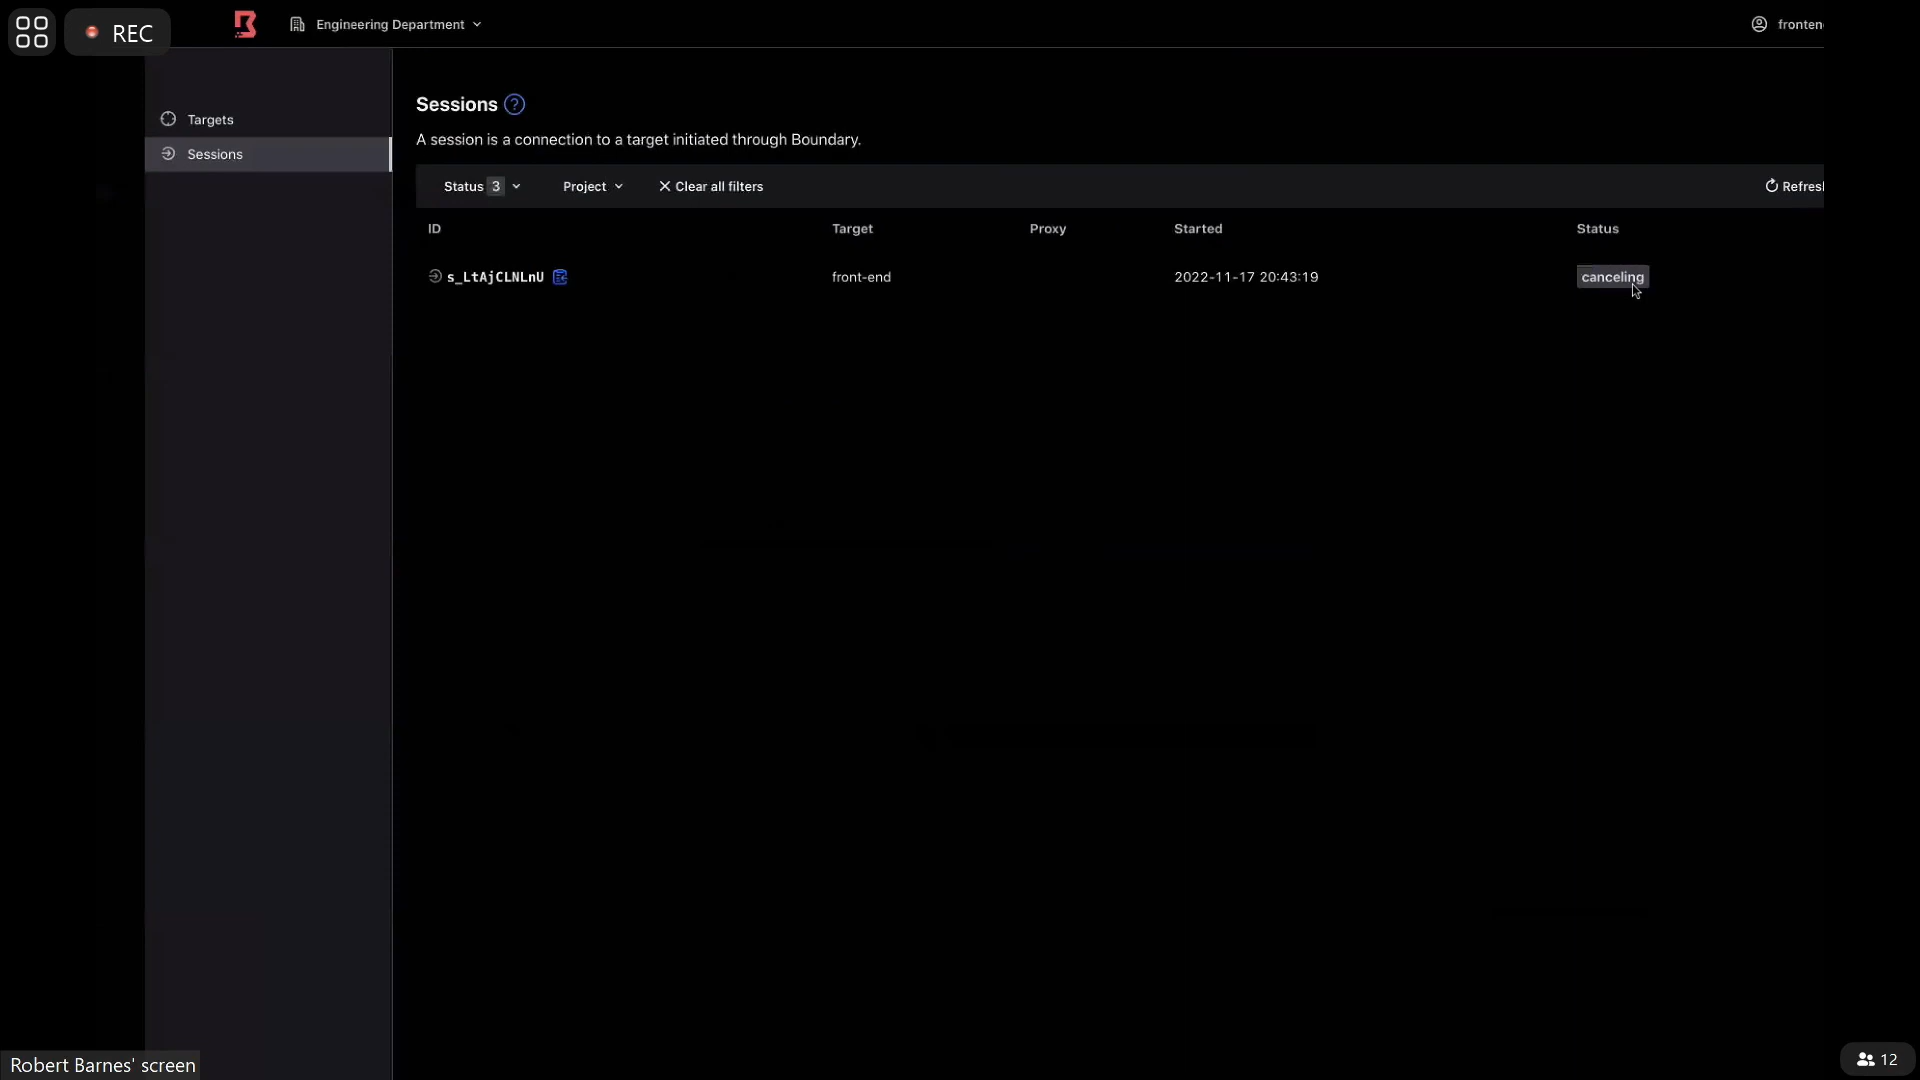 REC
Engineering Department
fronten
Targets
Sessions
Sessions ?
A session is a connection to a target initiated through Boundary.
Status 3 Project Clear all filters Refresh
ID Target Proxy Started Status
s_LtAjCLNLnU front-end 2022-11-17 20:43:19 canceling
Robert Barnes' screen
12